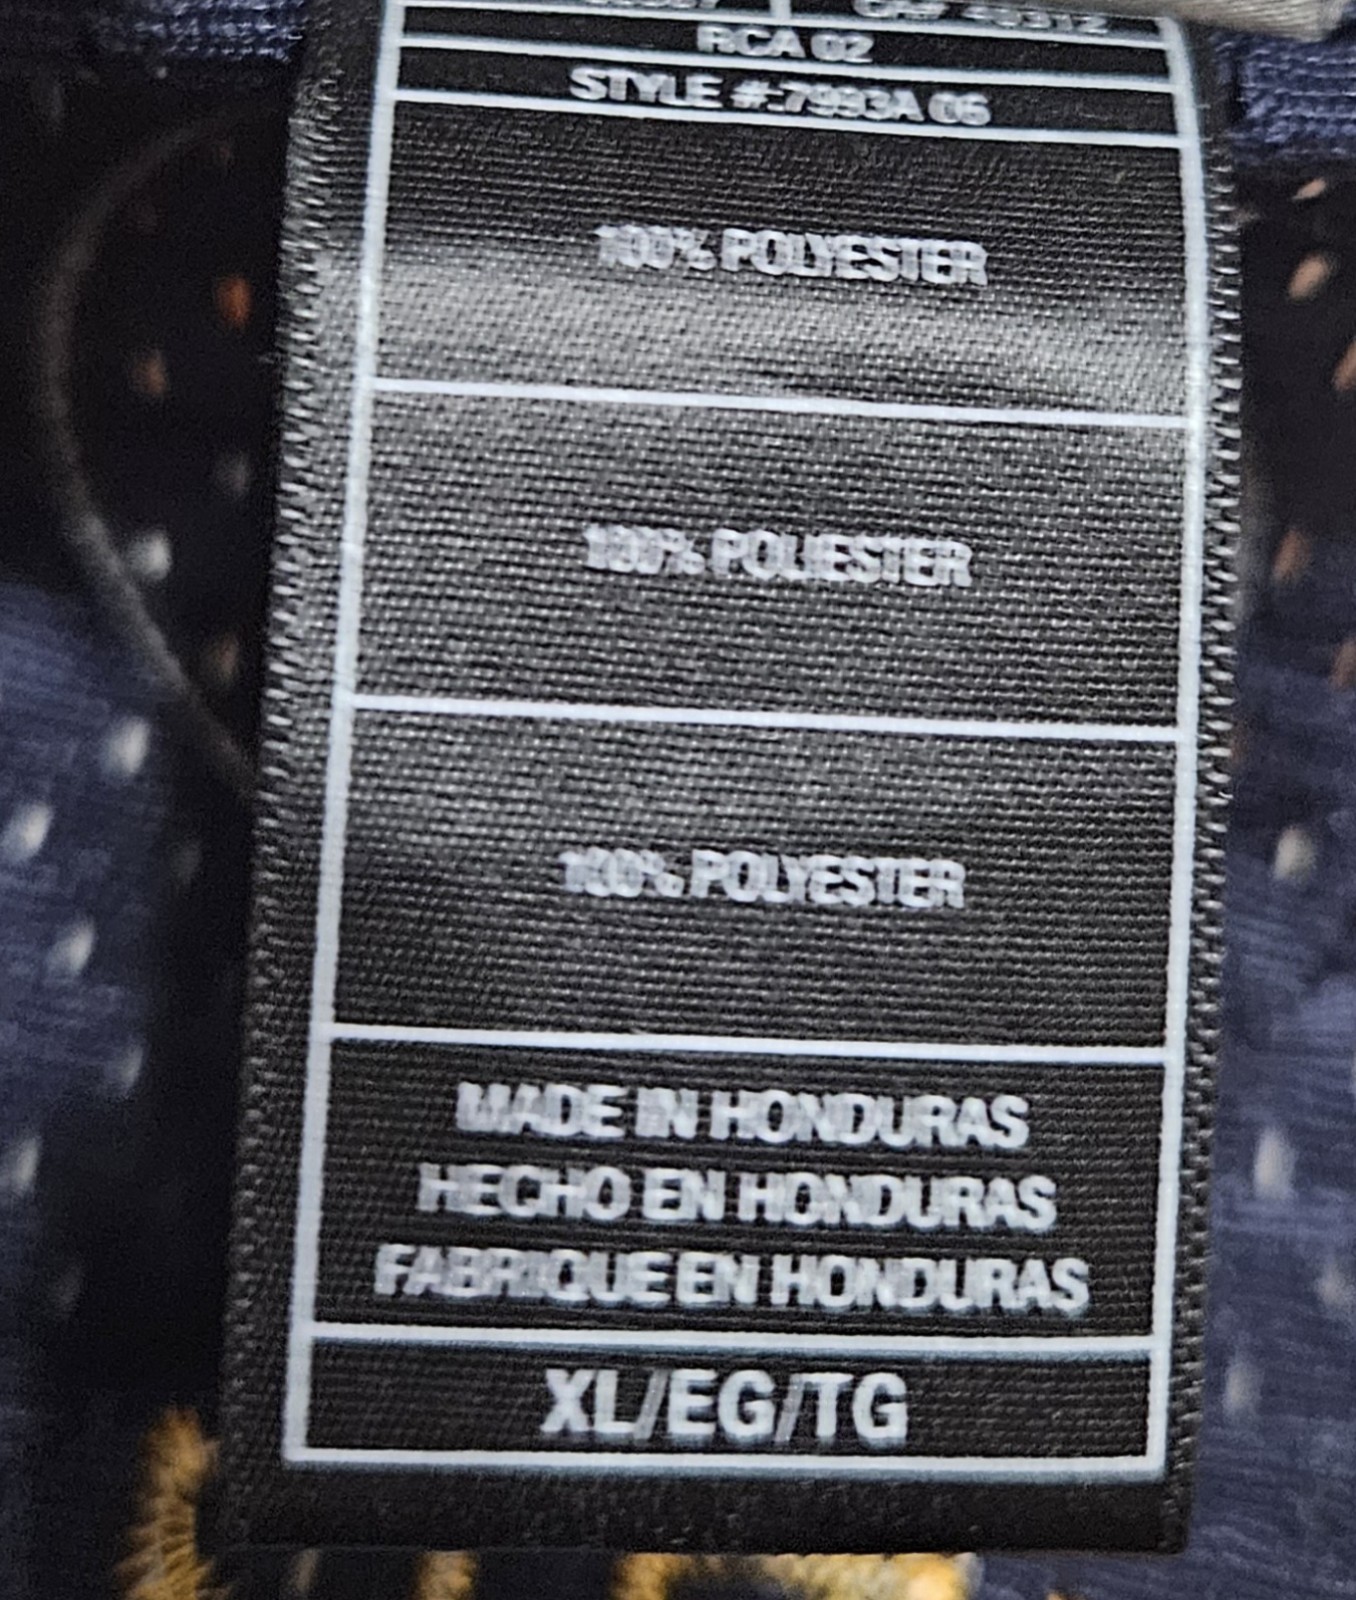 RCA 02
STYLE #:7993A 06
100% POLYESTER
100% POLIESTER
100% POLYESTER
MADE IN HONDURAS
HECHO EN HONDURAS
FABRIQUE EN HONDURAS
XL/EG/TG